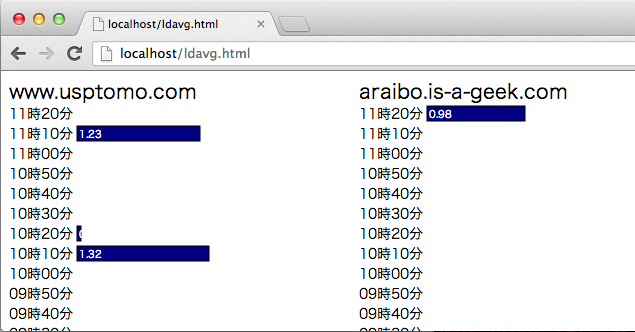 localhost/ldavg.html
localhost/ldavg.html
www.usptomo.com
11時20分
11時10分 1.23
11時00分
10時50分
10時40分
10時30分
10時20分
10時10分 1.32
10時00分
09時50分
09時40分
araibo.is-a-geek.com
11時20分 0.98
11時10分
11時00分
10時50分
10時40分
10時30分
10時20分
10時10分
10時00分
09時50分
09時40分